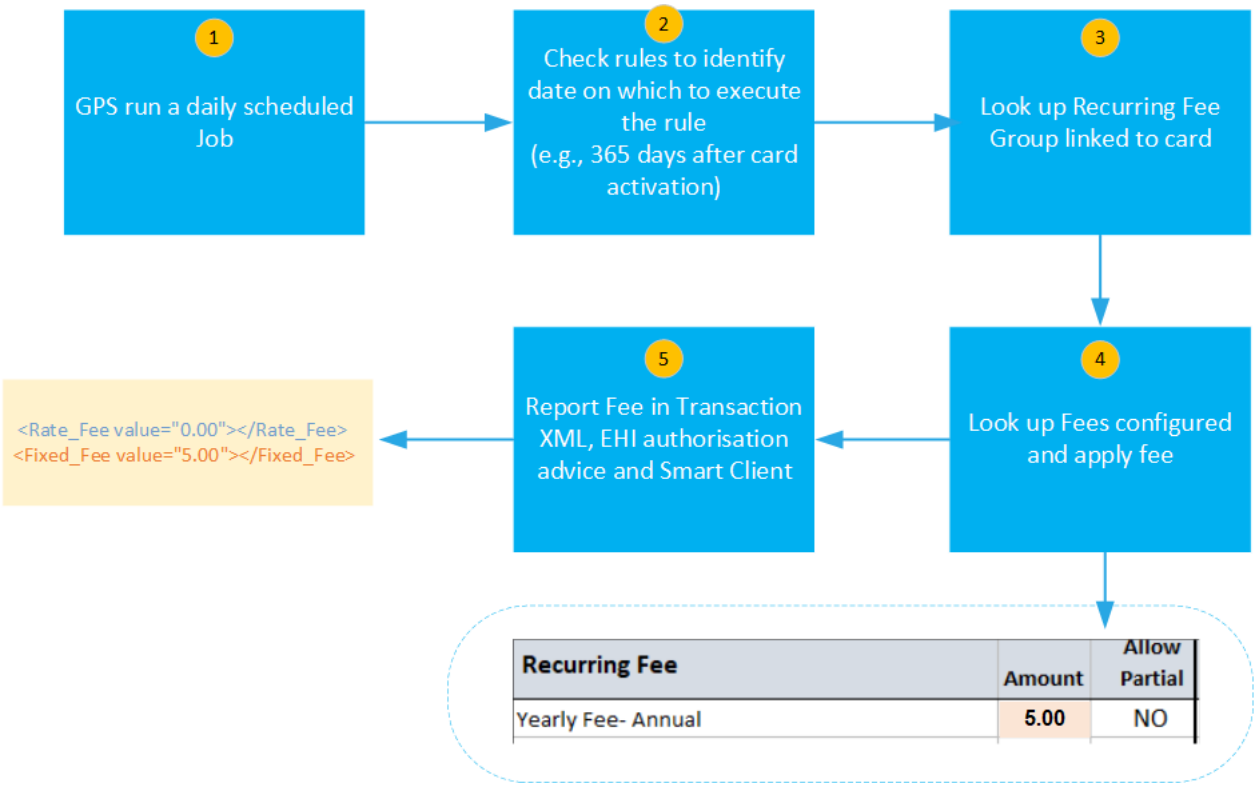 1
GPS run a daily scheduled
Job
2
Check rules to identify
date on which to execute
the rule
(e.g., 365 days after card
activation)
3
Look up Recurring Fee
Group linked to card
4
Look up Fees configured
and apply fee
5
Report Fee in Transaction
XML, EHI authorisation
advice and Smart Client
<Rate_Fee value="0.00"></Rate_Fee>
<Fixed_Fee value="5.00"></Fixed_Fee>
Recurring Fee Amount Allow
Partial
Yearly Fee- Annual 5.00 NO